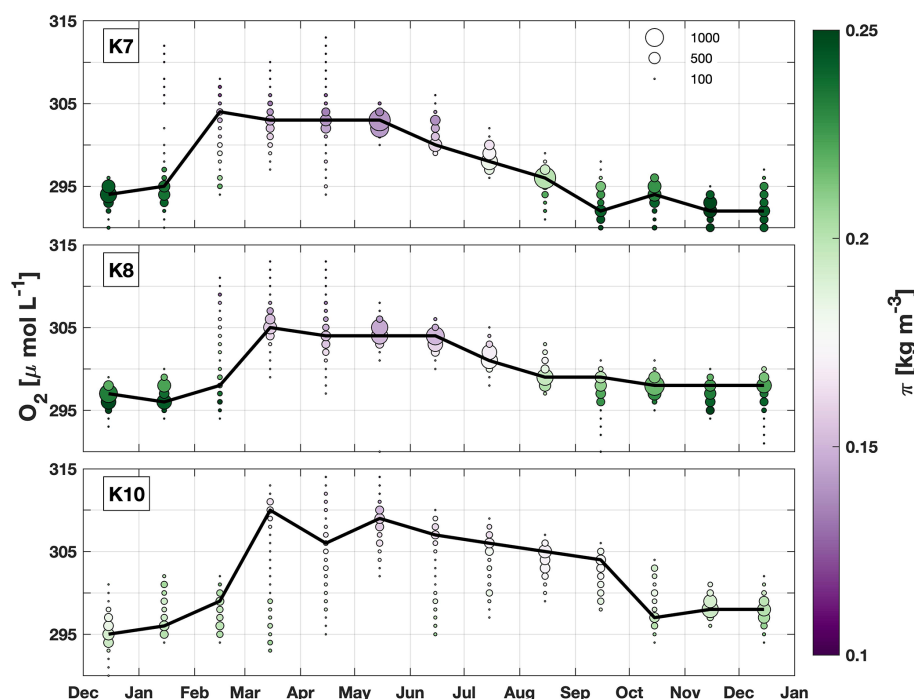 315
K7
305
295
1000
500
100
315
K8
305
295
O2 [μ mol L-1]
315
K10
305
295
Dec Jan Feb Mar Apr May Jun Jul Aug Sep Oct Nov Dec Jan
0.25
0.2
0.15
0.1
π [kg m-3]